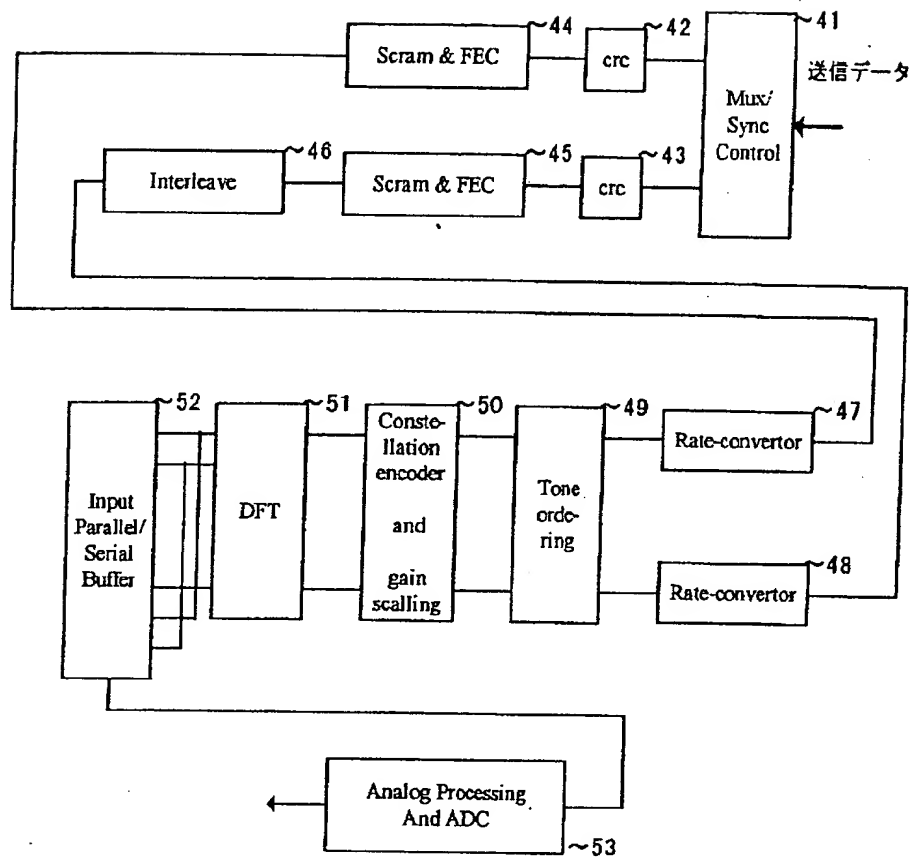 ~44
Scram & FEC
~42
crc
~41
Mux/
Sync
Control
送信データ
~46
Interleave
~45
Scram & FEC
~43
crc
~52
Input
Parallel/
Serial
Buffer
~51
DFT
~50
Conste-
llation
encoder
and
gain
scalling
~49
Tone
orde-
ring
~47
Rate-convertor
~48
Rate-convertor
Analog Processing
And ADC
~53